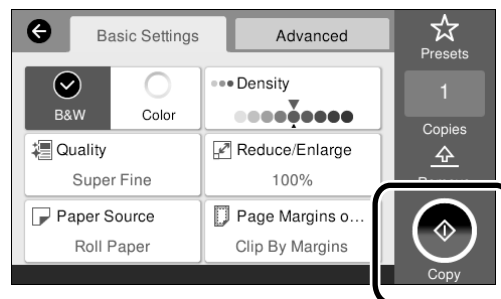 Basic Settings
Advanced
Presets
B&W
Color
Density
1
Copies
Quality
Super Fine
Reduce/Enlarge
100%
Paper Source
Roll Paper
Page Margins o...
Clip By Margins
Copy